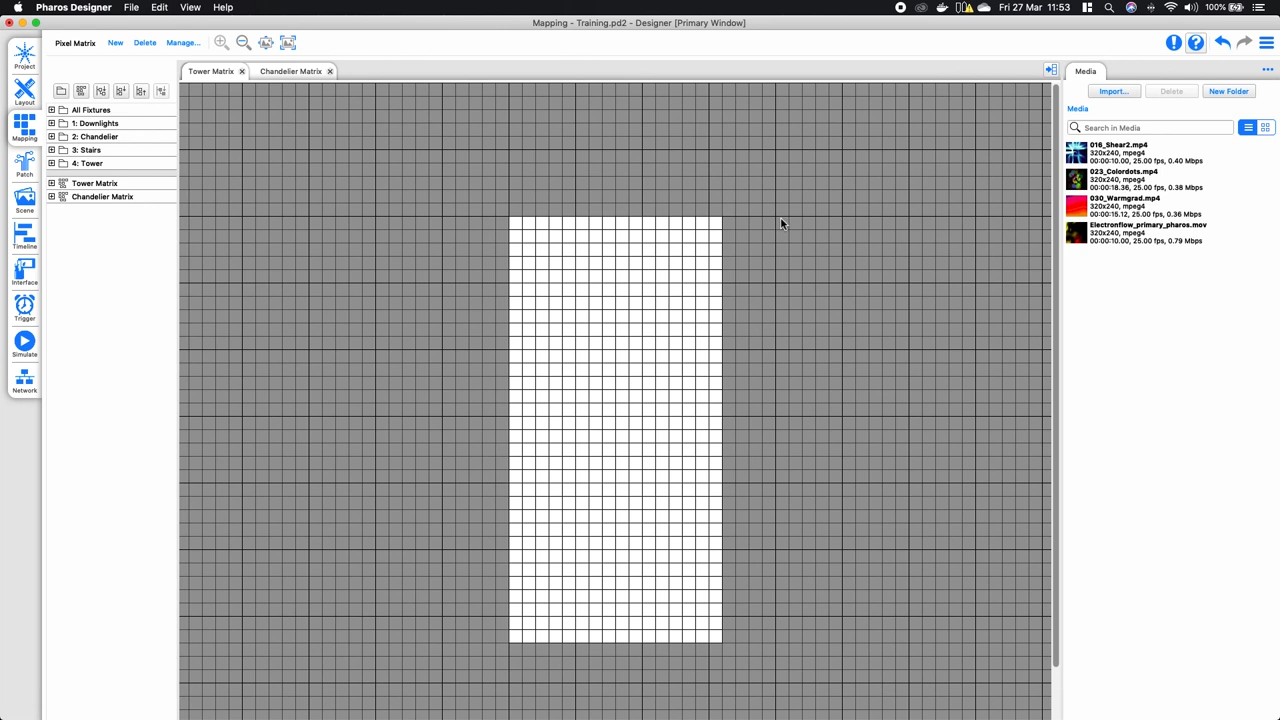 Pharos Designer File Edit View Help Fri 27 Mar 11:53 100%
Mapping - Training.pd2 - Designer [Primary Window]
Pixel Matrix New Delete Manage...
Project
Layout
Mapping
Patch
Scene
Timeline
Interface
Trigger
Simulate
Network
All Fixtures
1: Downlights
2: Chandelier
3: Stairs
4: Tower
Tower Matrix
Chandelier Matrix
Tower Matrix Chandelier Matrix
Media
Import... Delete New Folder
Media
Search in Media
016_Shear2.mp4
320x240, mpeg4
00:00:10.00, 25.00 fps, 0.40 Mbps
023_Colordots.mp4
320x240, mpeg4
00:00:18.36, 25.00 fps, 0.38 Mbps
030_Warmgrad.mp4
320x240, mpeg4
00:00:15.12, 25.00 fps, 0.36 Mbps
Electronflow_primary_pharos.mov
320x240, mpeg4
00:00:10.00, 25.00 fps, 0.79 Mbps